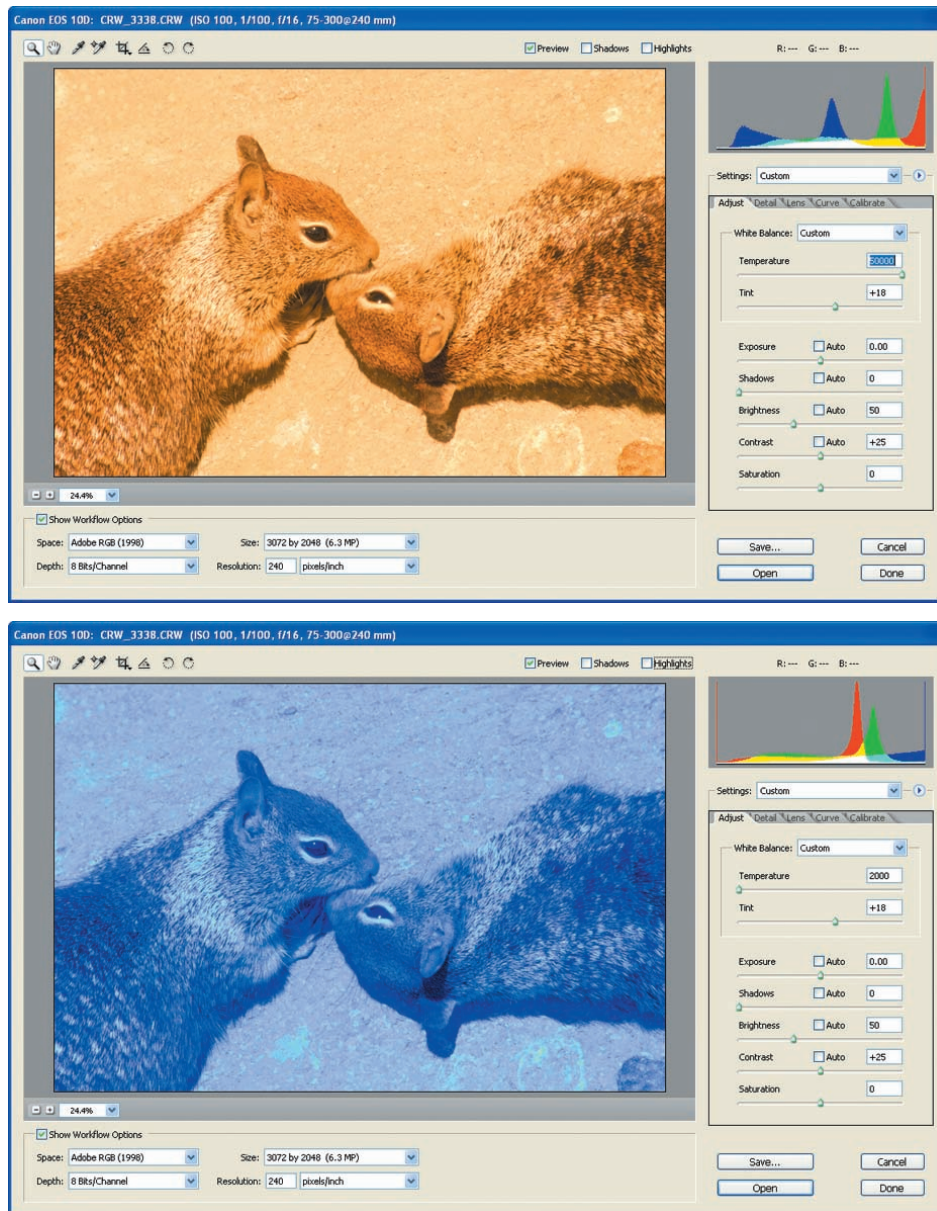 Canon EOS 10D: CRW_3338.CRW (ISO 100, 1/100, f/16, 75-300@240 mm)
Preview Shadows Highlights R: --- G: --- B: ---
Settings: Custom
Adjust Detail Lens Curve Calibrate
White Balance: Custom
Temperature 50000
Tint +18
Exposure Auto 0.00
Shadows Auto 0
Brightness Auto 50
Contrast Auto +25
Saturation 0
24.4%
Show Workflow Options
Space: Adobe RGB (1998) Size: 3072 by 2048 (6.3 MP)
Depth: 8 Bits/Channel Resolution: 240 pixels/inch
Save... Cancel
Open Done
Canon EOS 10D: CRW_3338.CRW (ISO 100, 1/100, f/16, 75-300@240 mm)
Preview Shadows Highlights R: --- G: --- B: ---
Settings: Custom
Adjust Detail Lens Curve Calibrate
White Balance: Custom
Temperature 2000
Tint +18
Exposure Auto 0.00
Shadows Auto 0
Brightness Auto 50
Contrast Auto +25
Saturation 0
24.4%
Show Workflow Options
Space: Adobe RGB (1998) Size: 3072 by 2048 (6.3 MP)
Depth: 8 Bits/Channel Resolution: 240 pixels/inch
Save... Cancel
Open Done